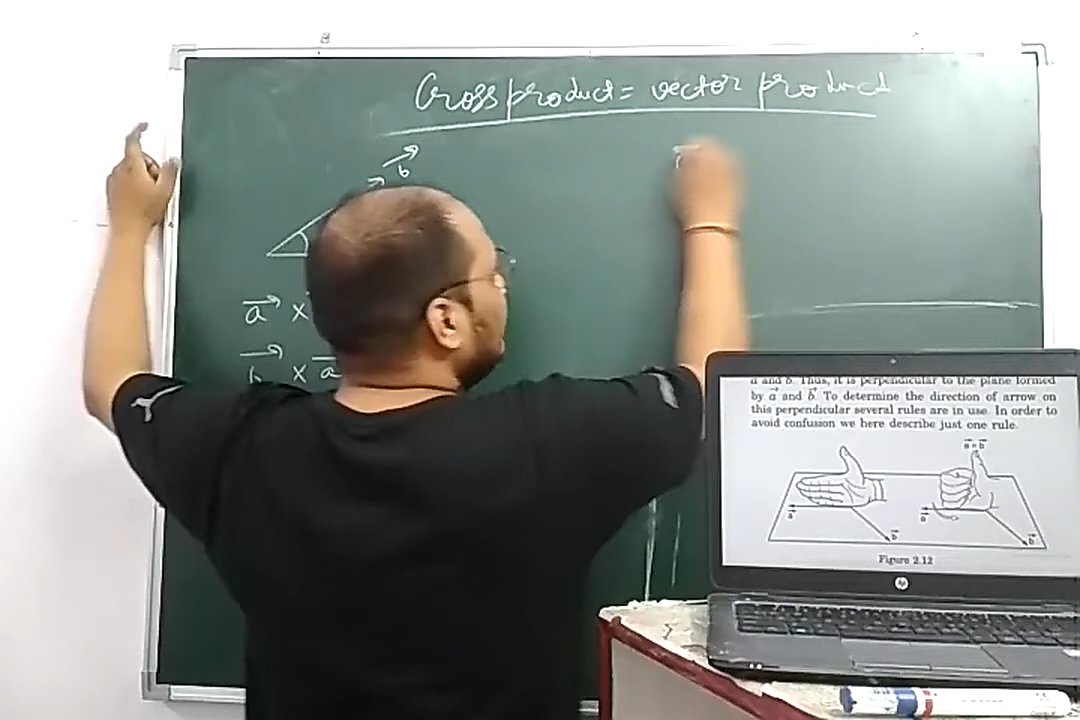 Cross product = vector product
b
a ×
b × a
a and b. Thus, it is perpendicular to the plane formed
by a⃗ and b⃗. To determine the direction of arrow on
this perpendicular several rules are in use. In order to
avoid confusion we here describe just one rule.
a⃗ × b⃗
a⃗ a⃗
b⃗ b⃗
Figure 2.12
hp